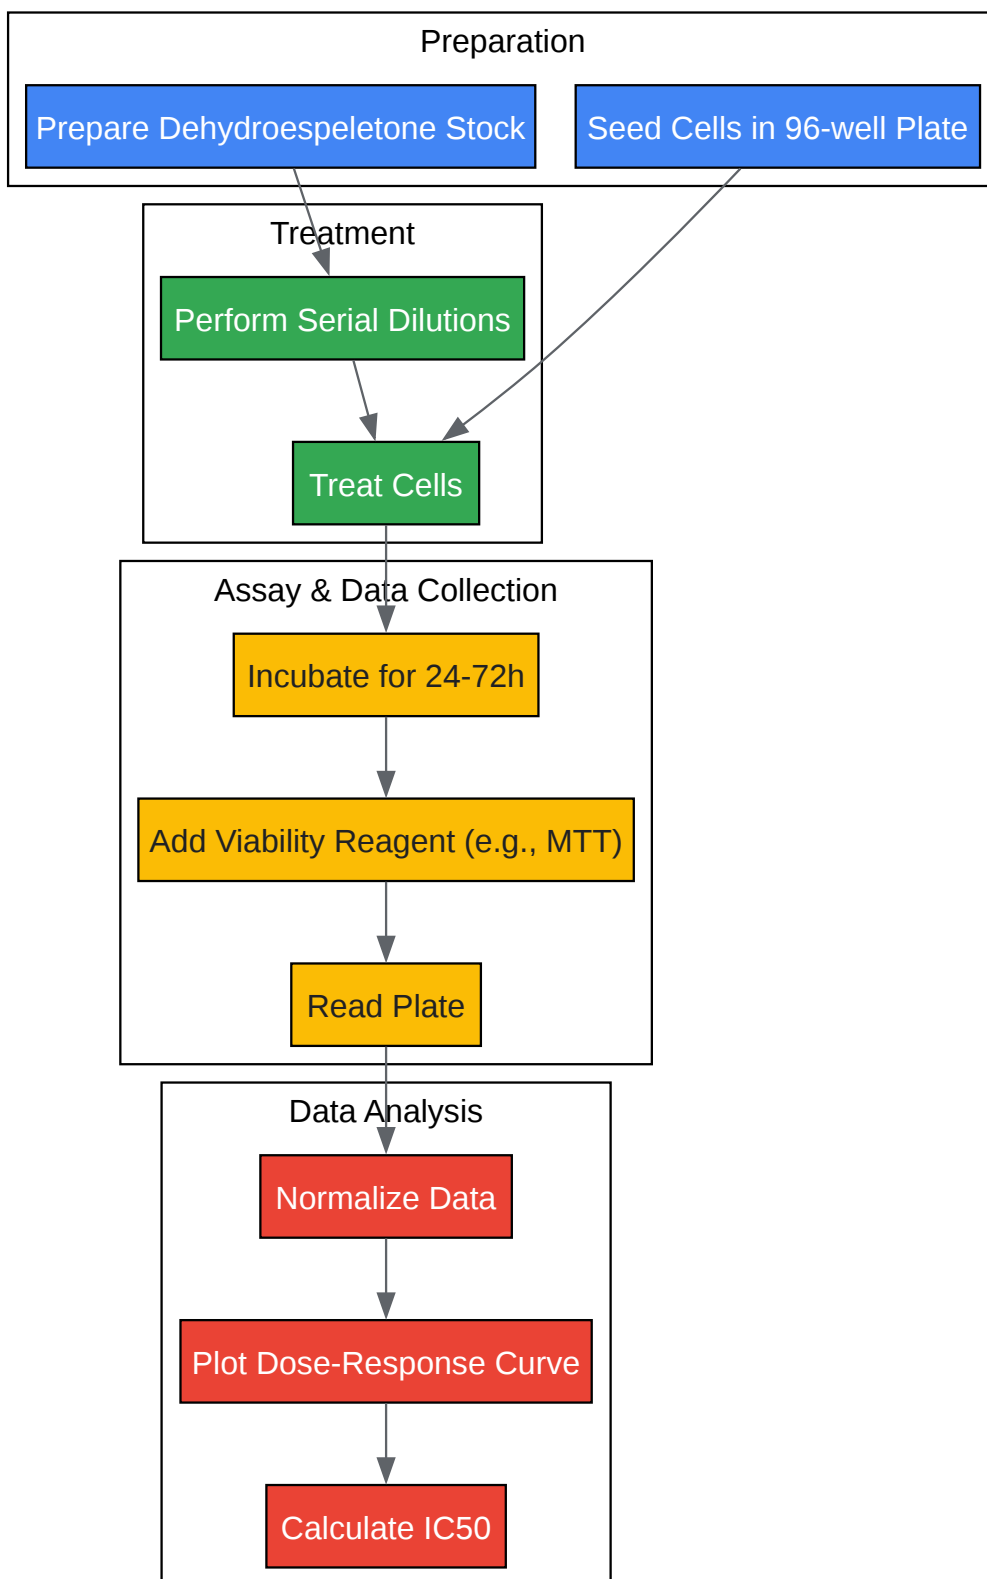 Preparation
Prepare Dehydroespeletone Stock
Seed Cells in 96-well Plate
Treatment
Perform Serial Dilutions
Treat Cells
Assay & Data Collection
Incubate for 24-72h
Add Viability Reagent (e.g., MTT)
Read Plate
Data Analysis
Normalize Data
Plot Dose-Response Curve
Calculate IC50